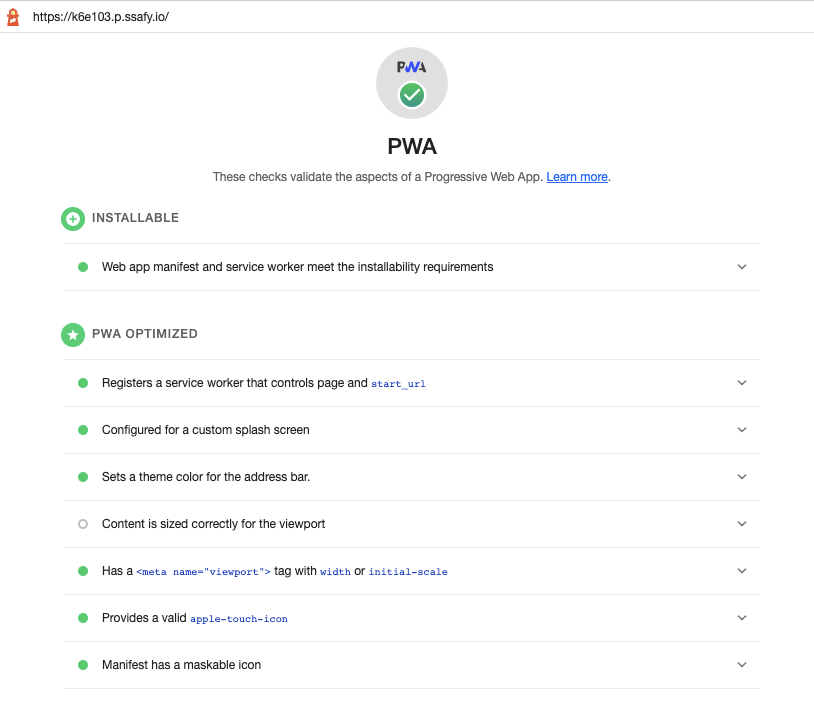 https://k6e103.p.ssafy.io/
PWA
PWA
These checks validate the aspects of a Progressive Web App. Learn more.
INSTALLABLE
Web app manifest and service worker meet the installability requirements
PWA OPTIMIZED
Registers a service worker that controls page and start_url
Configured for a custom splash screen
Sets a theme color for the address bar.
Content is sized correctly for the viewport
Has a <meta name="viewport"> tag with width or initial-scale
Provides a valid apple-touch-icon
Manifest has a maskable icon